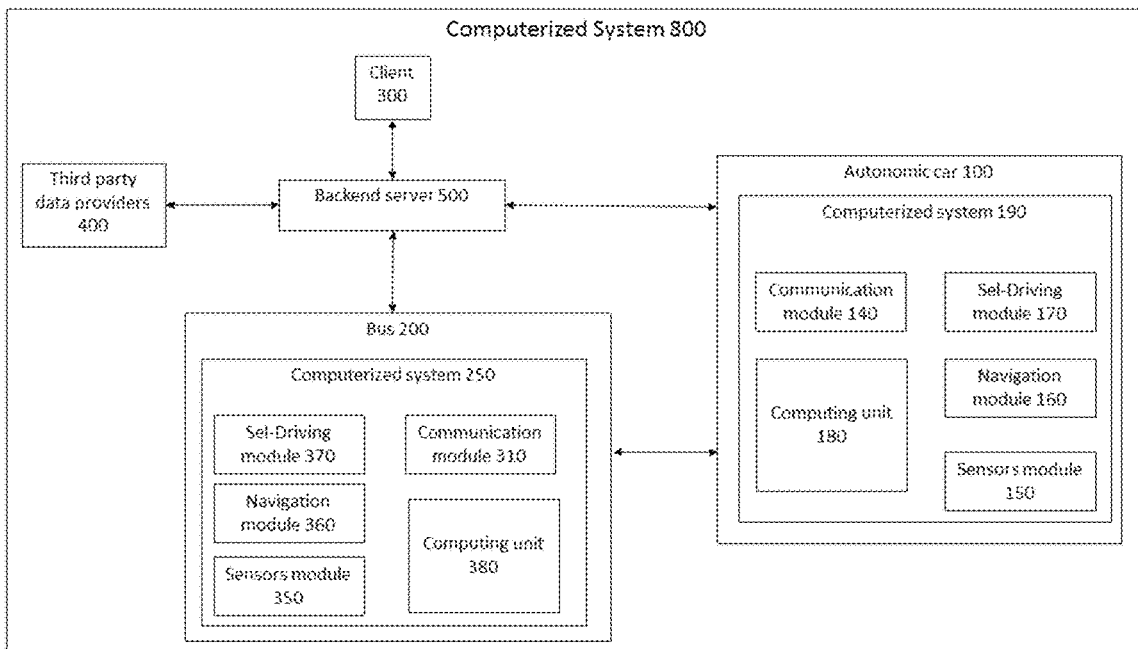 Computerized System 800
Client
300
Third party
data providers
400
Backend server 500
Autonomic car 100
Computerized system 190
Communication
module 140
Sel-Driving
module 170
Computing unit
180
Navigation
module 160
Sensors module
150
Bus 200
Computerized system 250
Sel-Driving
module 370
Communication
module 310
Navigation
module 360
Computing unit
380
Sensors module
350